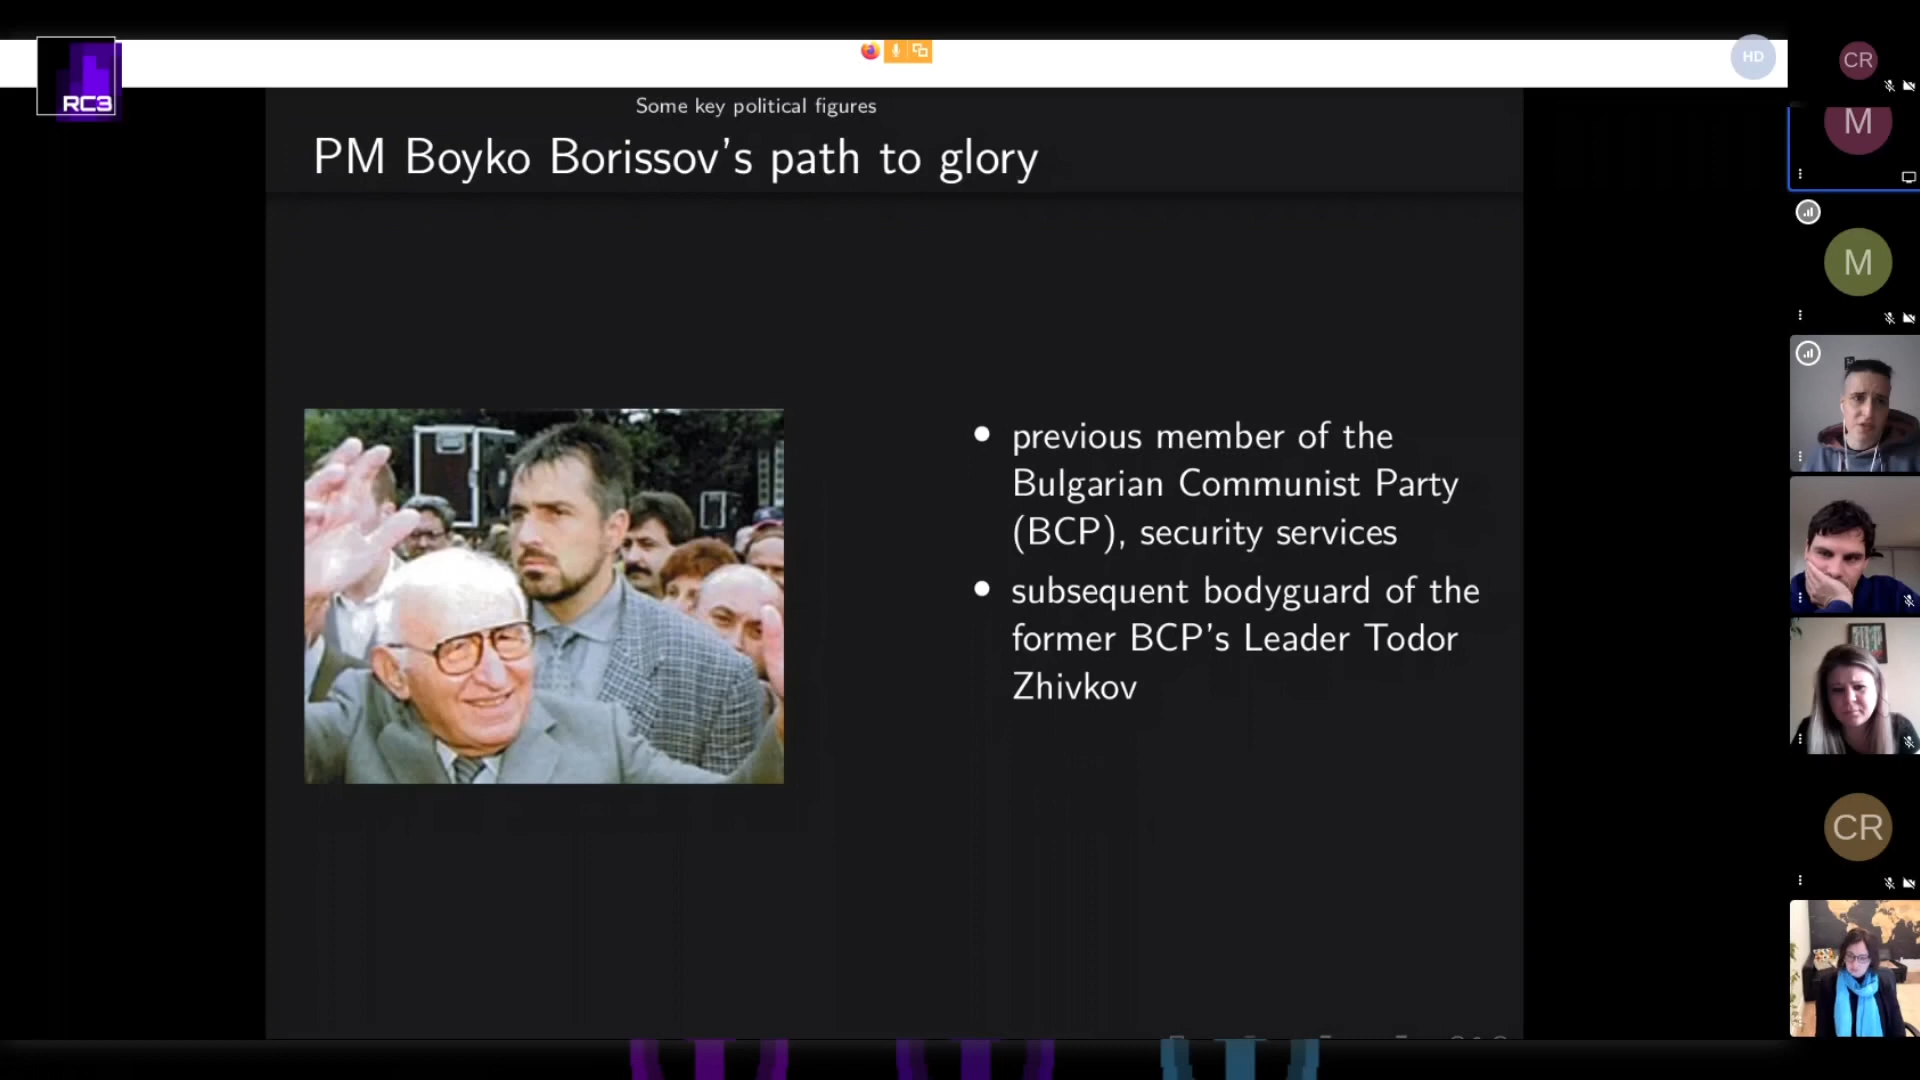 RC3
HD
CR
Some key political figures
PM Boyko Borissov's path to glory
M
M
previous member of the
Bulgarian Communist Party
(BCP), security services
subsequent bodyguard of the
former BCP's Leader Todor
Zhivkov
CR